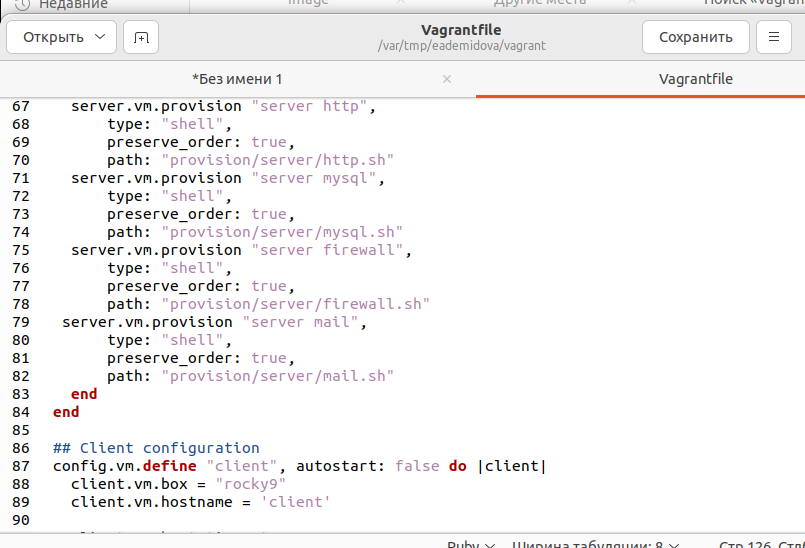 Недавние
Открыть
Vagrantfile
/var/tmp/eademidova/vagrant
Сохранить
*Без имени 1
Vagrantfile
67 server.vm.provision "server http",
68 type: "shell",
69 preserve_order: true,
70 path: "provision/server/http.sh"
71 server.vm.provision "server mysql",
72 type: "shell",
73 preserve_order: true,
74 path: "provision/server/mysql.sh"
75 server.vm.provision "server firewall",
76 type: "shell",
77 preserve_order: true,
78 path: "provision/server/firewall.sh"
79 server.vm.provision "server mail",
80 type: "shell",
81 preserve_order: true,
82 path: "provision/server/mail.sh"
83 end
84 end
85
86 ## Client configuration
87 config.vm.define "client", autostart: false do |client|
88 client.vm.box = "rocky9"
89 client.vm.hostname = 'client'
90
Ruby Ширина табуляции: 8 Стр 126,